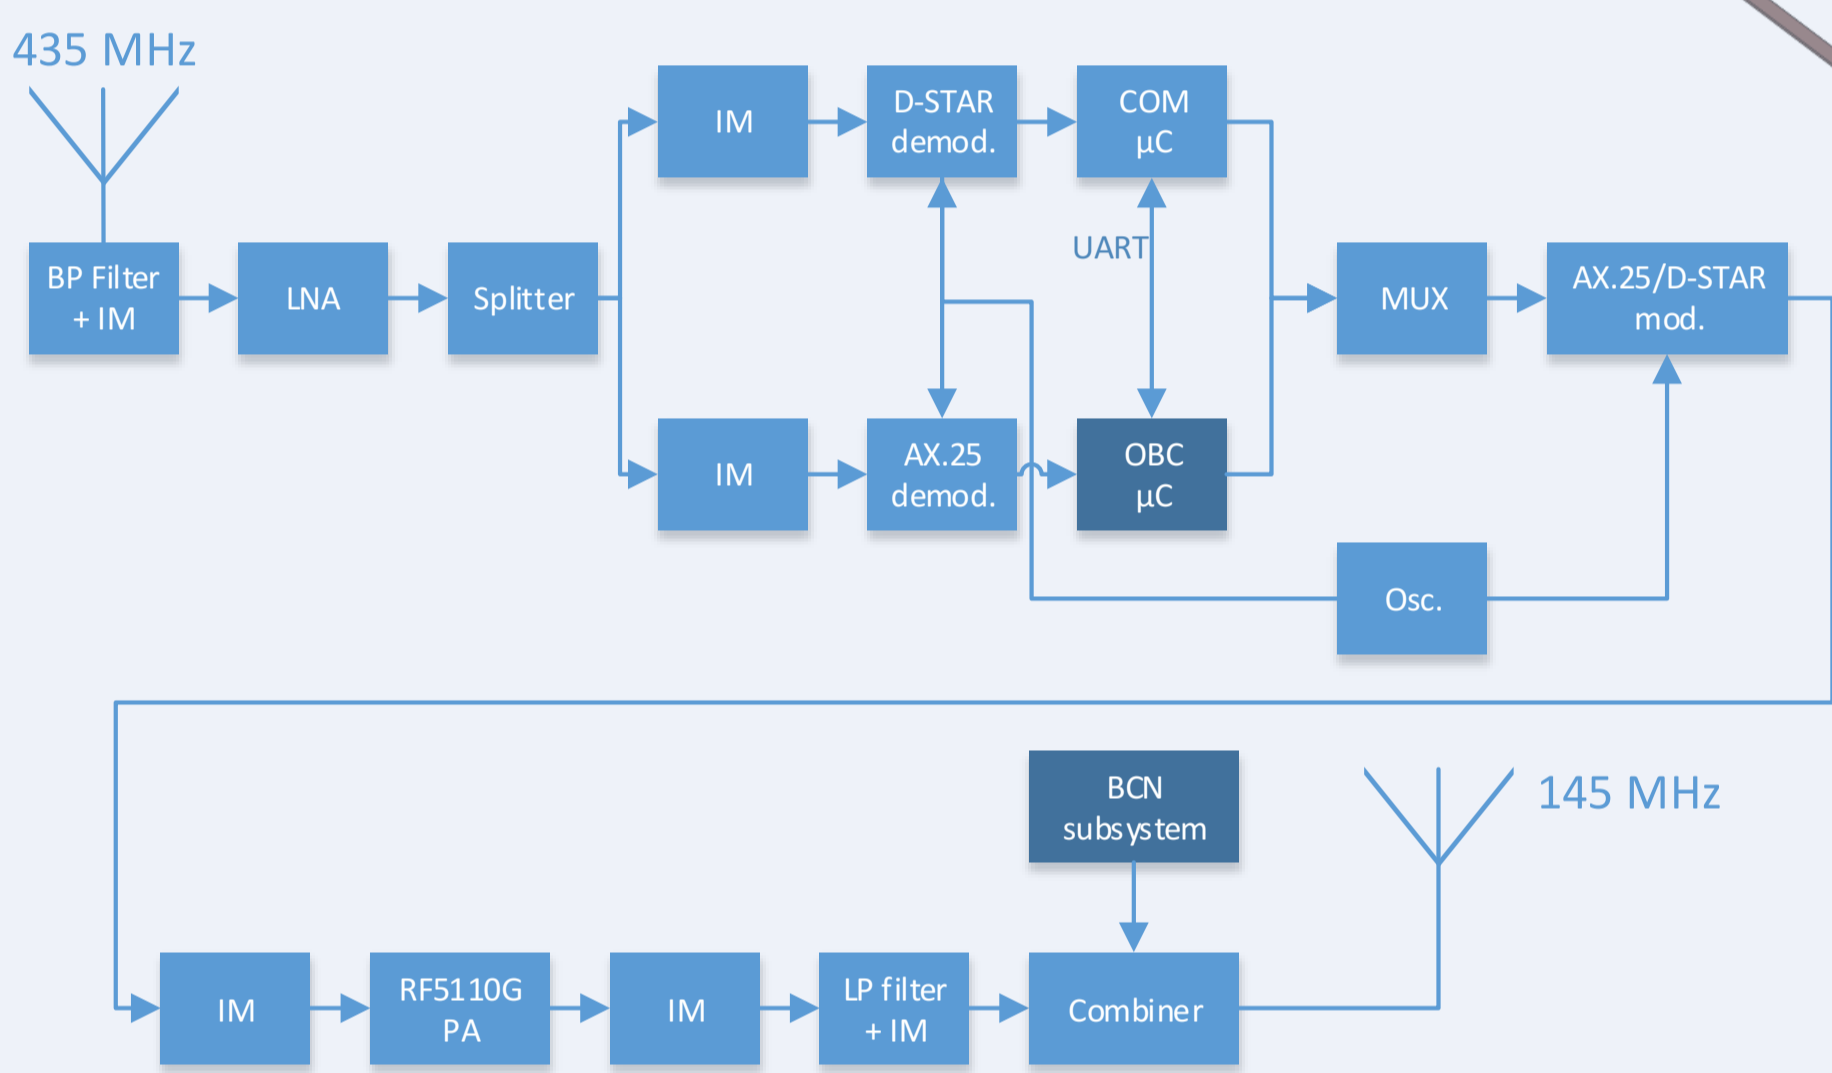 435 MHz
IM
D-STAR
demod.
COM
µC
BP Filter
+ IM
LNA
Splitter
UART
MUX
AX.25/D-STAR
mod.
IM
AX.25
demod.
OBC
µC
Osc.
BCN
subsystem
145 MHz
IM
RF5110G
PA
IM
LP filter
+ IM
Combiner